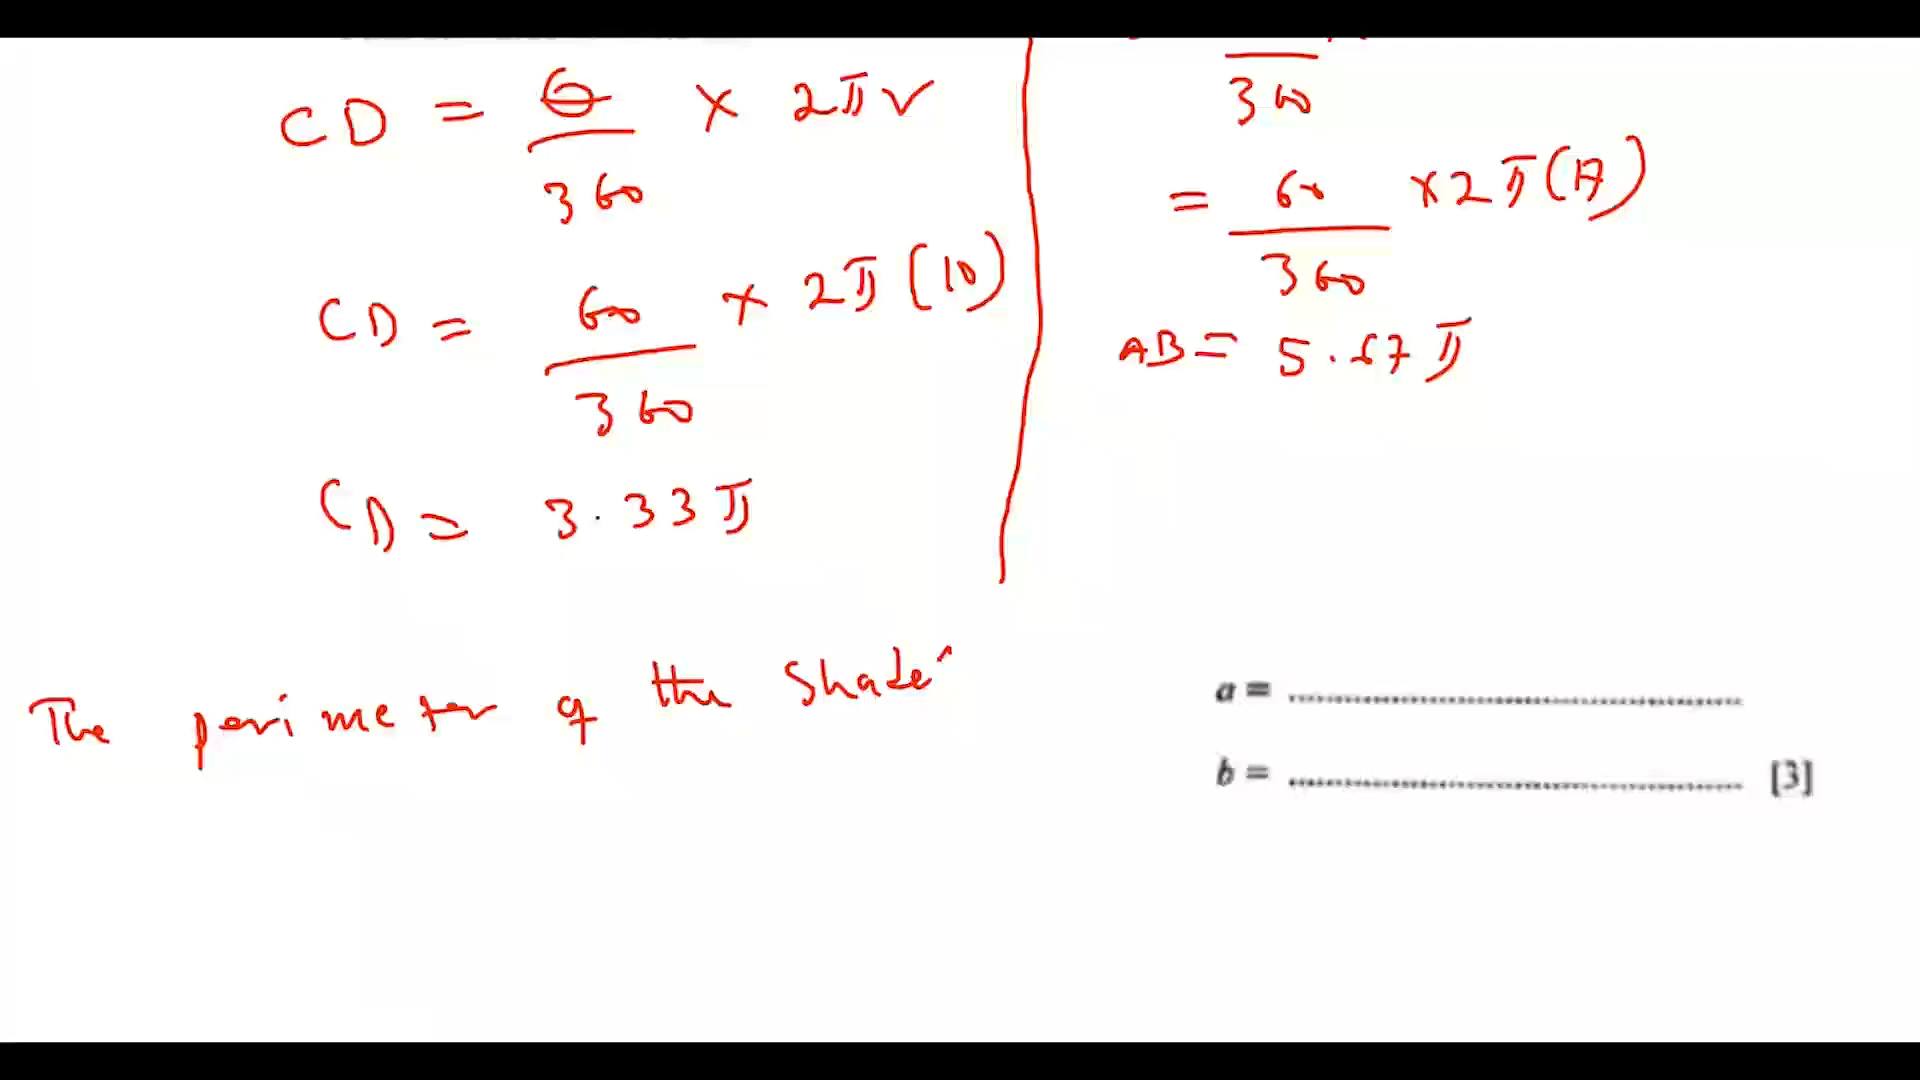 CD = θ/360 × 2πr
CD = 60/360 × 2π(10)
CD = 3.33π
360
= 60/360 ×2π(17)
AB = 5.67π
The perimeter of the Shade
a = ........................................
b = ........................................ [3]